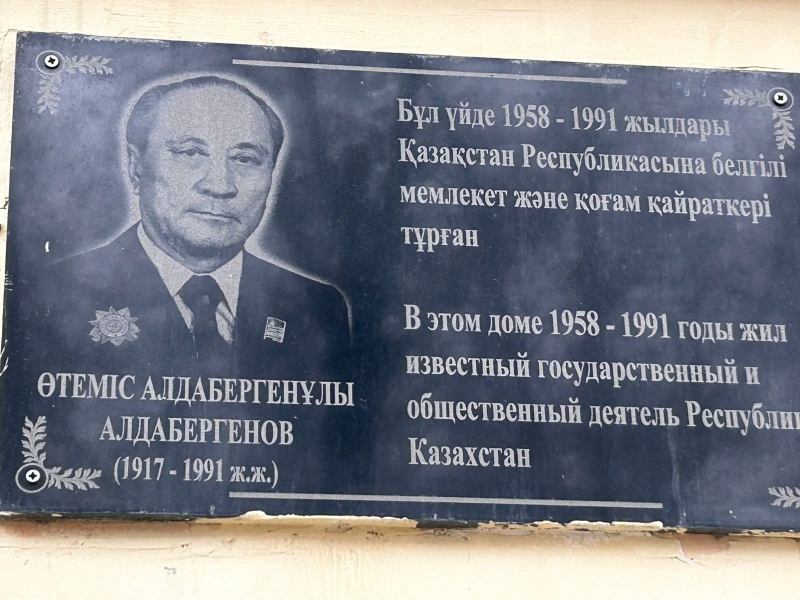 Бұл үйде 1958 - 1991 жылдары
Қазақстан Республикасына белгілі
мемлекет және қоғам қайраткері
тұрған
В этом доме 1958 - 1991 годы жил
известный государственный и
общественный деятель
Казахстан
ӨТЕМІС АЛДАБЕРГЕНҰЛЫ
АЛДАБЕРГЕНОВ
(1917 - 1991 ж.ж.)